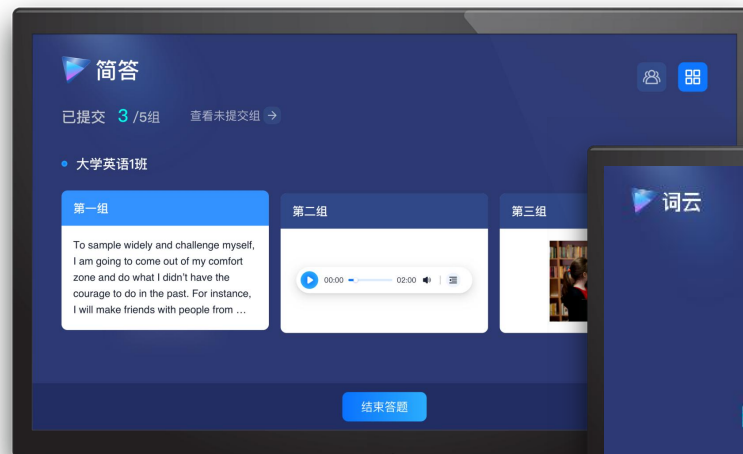 简答
已提交 3 /5组 查看未提交组
大学英语1班
第一组
To sample widely and challenge myself,
I am going to come out of my comfort
zone and do what I didn't have the
courage to do in the past. For instance,
I will make friends with people from …
第二组
00:00 02:00
第三组
结束答题
词云